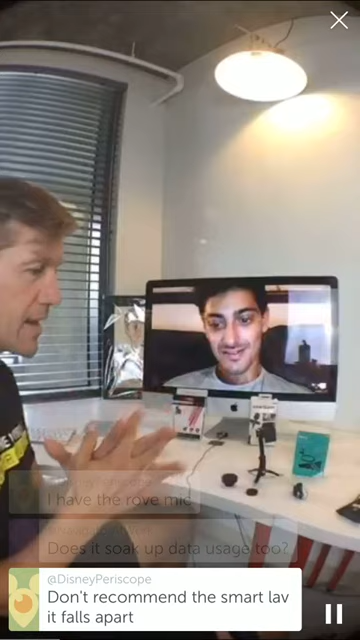 @DisneyPeriscope
I have the rove mic
Does it soak up data usage too?
@DisneyPeriscope
Don't recommend the smart lav
it falls apart